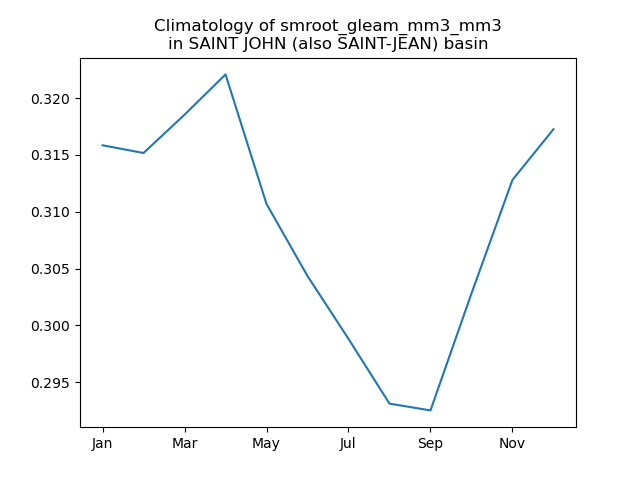 Climatology of smroot_gleam_mm3_mm3
in SAINT JOHN (also SAINT-JEAN) basin
0.320
0.315
0.310
0.305
0.300
0.295
Jan Mar May Jul Sep Nov